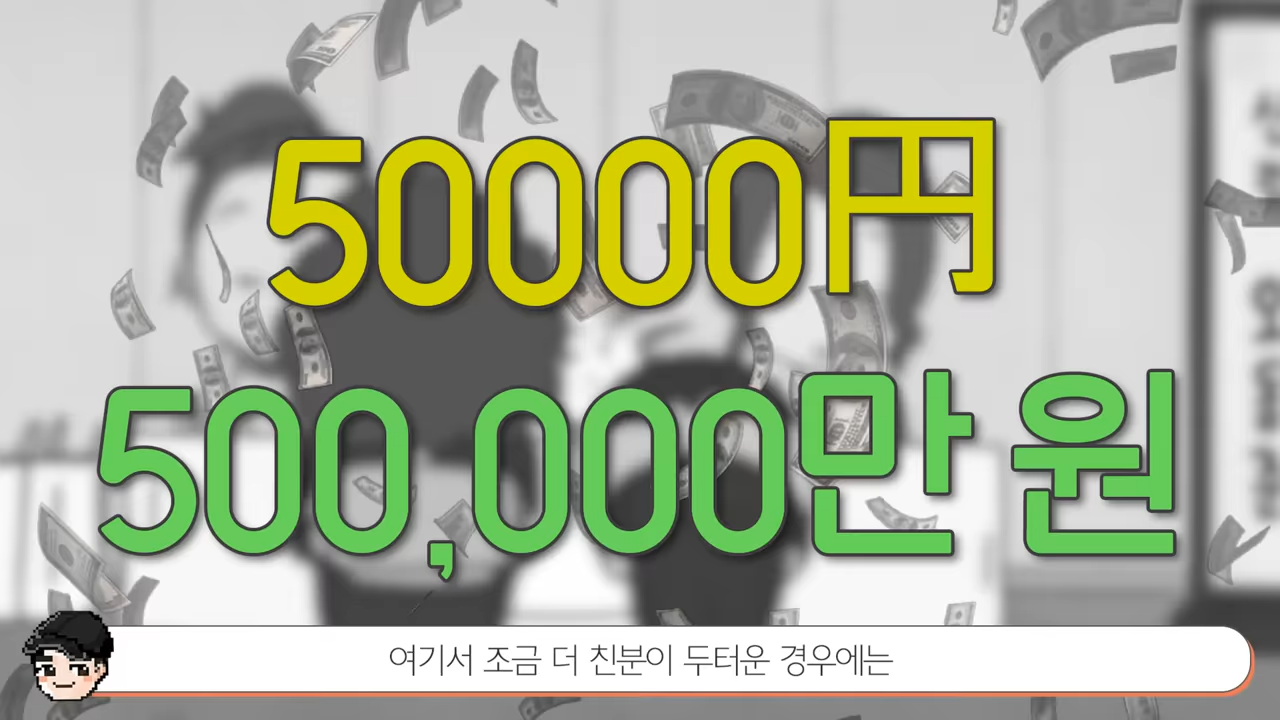 50000円
500,000만 원
여기서 조금 더 친분이 두터운 경우에는